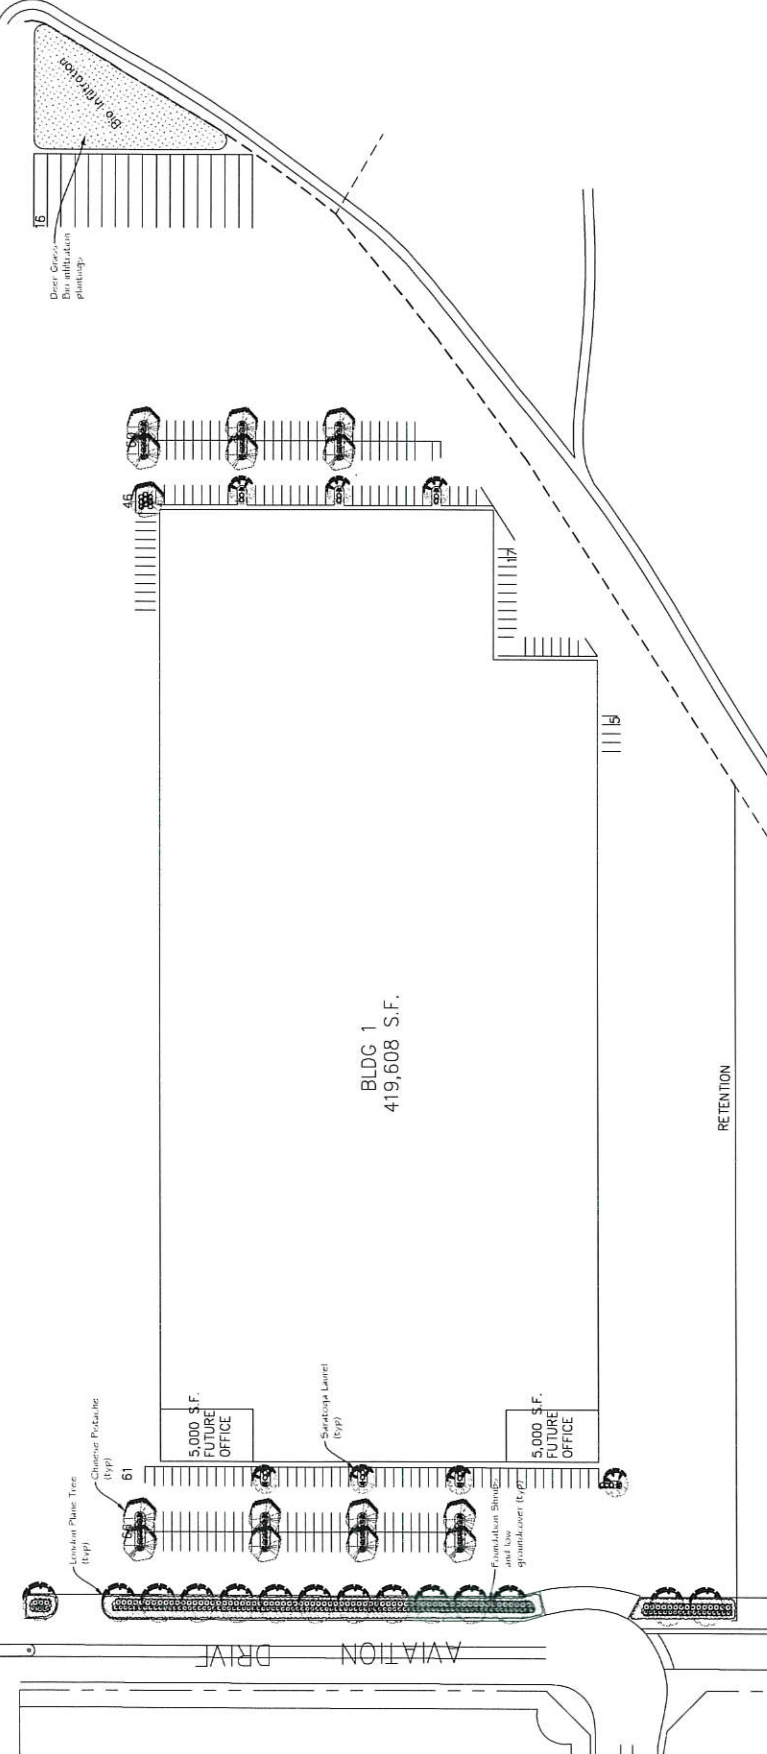 Bio Infiltration
16
Deer Grass
Bio infiltration
plantings
60
46
17
5
BLDG 1
419,608 S.F.
RETENTION
5,000 S.F.
FUTURE
OFFICE
5,000 S.F.
FUTURE
OFFICE
Saratoga Laurel
(typ)
Chinese Pistache
(typ)
61
London Plane Tree
(typ)
Foundation Shrubs
and low
groundcover (typ)
AVIATION DRIVE